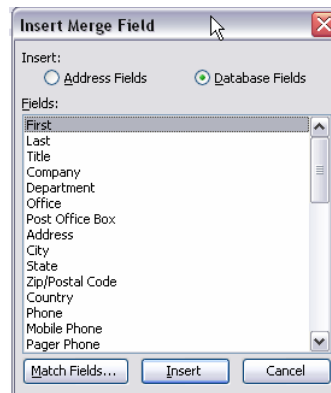 Insert Merge Field
Insert:
Address Fields Database Fields
Fields:
First
Last
Title
Company
Department
Office
Post Office Box
Address
City
State
Zip/Postal Code
Country
Phone
Mobile Phone
Pager Phone
Match Fields... Insert Cancel